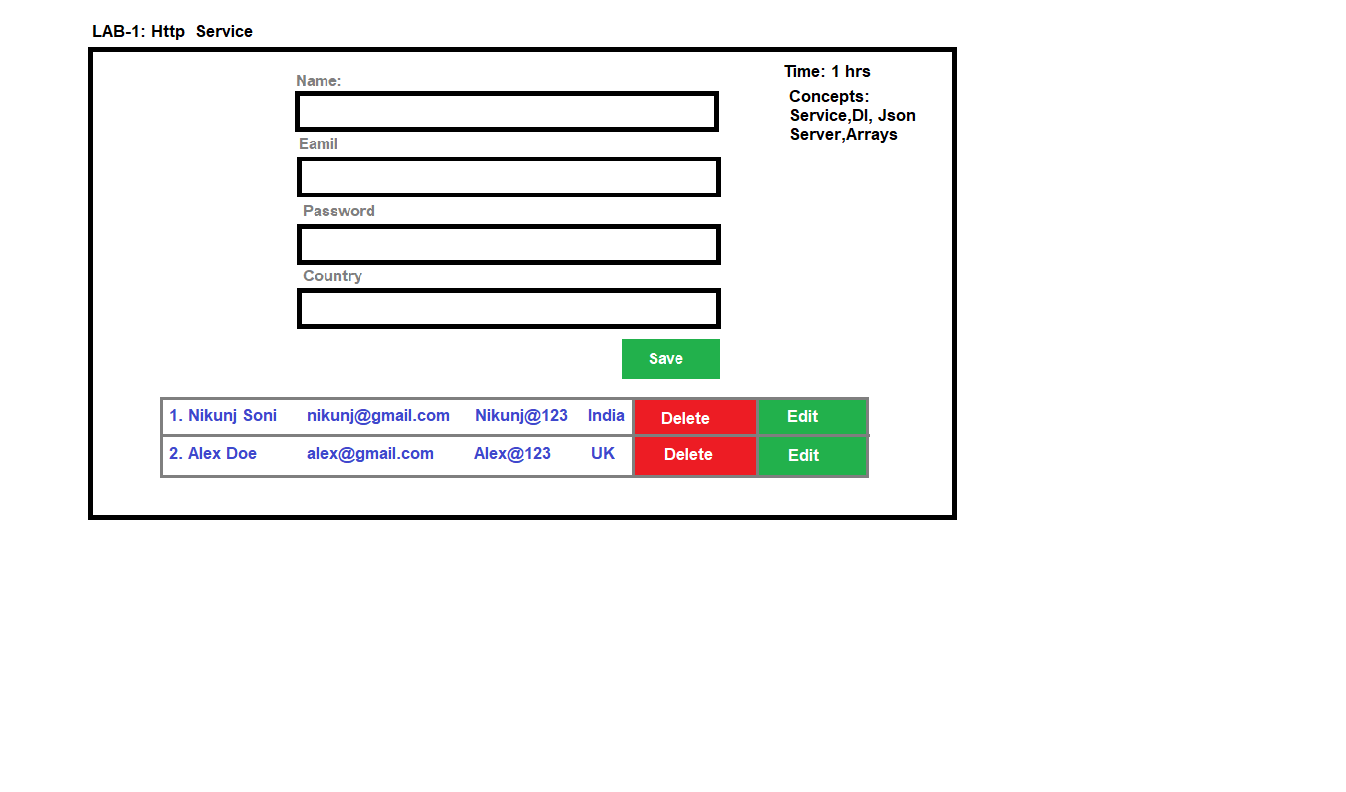 LAB-1: Http Service
Time: 1 hrs
Name:
Concepts:
Service,DI, Json
Server,Arrays
Eamil
Password
Country
Save
1. Nikunj Soni nikunj@gmail.com Nikunj@123 India Delete Edit
2. Alex Doe alex@gmail.com Alex@123 UK Delete Edit